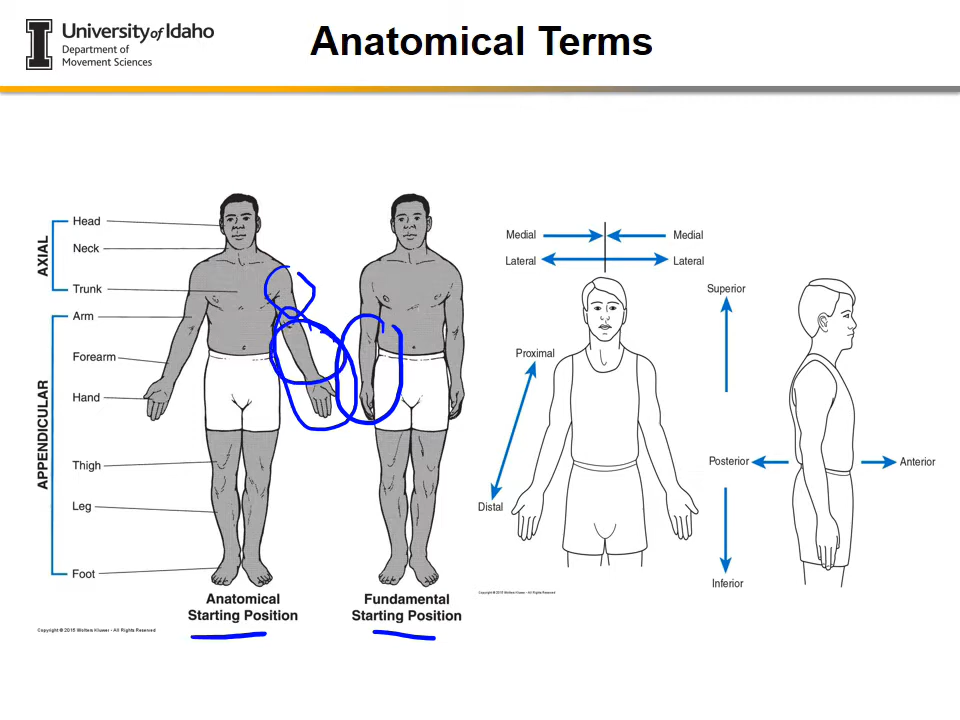 University of Idaho
Department of
Movement Sciences
Anatomical Terms
AXIAL
Head
Neck
Trunk
APPENDICULAR
Arm
Forearm
Hand
Thigh
Leg
Foot
Anatomical
Starting Position
Fundamental
Starting Position
Copyright © 2015 Wolters Kluwer - All Rights Reserved
Medial
Medial
Lateral
Lateral
Superior
Proximal
Posterior
Anterior
Distal
Inferior
Copyright © 2015 Wolters Kluwer - All Rights Reserved